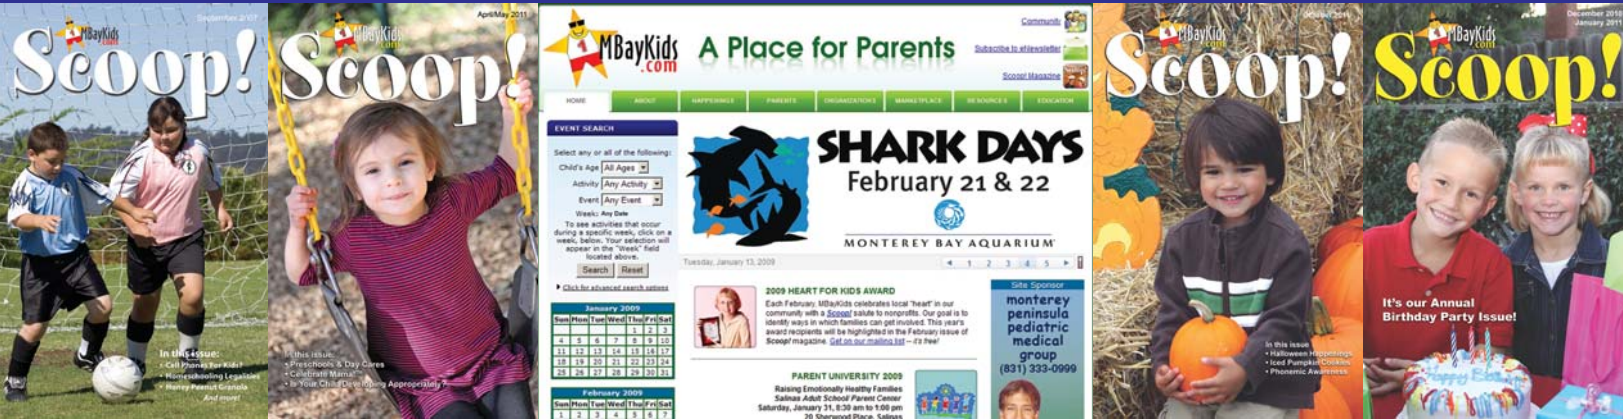 September 2/'07
MBayKids
.com
Scoop!
In this issue:
• Cell Phones For Kids?
• Homeschooling Legalities
• Honey Peanut Granola
And more!
April/May 2011
MBayKids
.com
Scoop!
In this issue:
• Preschools & Day Cares
• Celebrate Mama!
• Is Your Child Developing Appropriately?
1
MBayKids
.com
A Place for Parents
Community
Subscribe to eNewsletter
Scoop! Magazine
HOME ABOUT HAPPENINGS PARENTS ORGANIZATIONS MARKETPLACE RESOURCES EDUCATION
EVENT SEARCH
Select any or all of the following:
Child's Age All Ages
Activity Any Activity
Event Any Event
Week: Any Date
To see activities that occur
during a specific week, click on a
week, below. Your selection will
appear in the "Week" field
located above.
Search Reset
Click for advanced search options
January 2009
Sun Mon Tue Wed Thu Fri Sat
1 2 3
4 5 6 7 8 9 10
11 12 13 14 15 16 17
18 19 20 21 22 23 24
25 26 27 28 29 30 31
February 2009
Sun Mon Tue Wed Thu Fri Sat
1 2 3 4 5 6 7
SHARK DAYS
February 21 & 22
MONTEREY BAY AQUARIUM
Tuesday, January 13, 2009
1 2 3 4 5
2009 HEART FOR KIDS AWARD
Each February, MBayKids celebrates local "heart" in our
community with a Scoop! salute to nonprofits. Our goal is to
identify ways in which families can get involved. This year's
award recipients will be highlighted in the February issue of
Scoop! magazine. Get on our mailing list -- it's free!
PARENT UNIVERSITY 2009
Raising Emotionally Healthy Families
Salinas Adult School/Parent Center
Saturday, January 31, 8:30 am to 1:00 pm
20 Sherwood Place, Salinas
Site Sponsor
monterey
peninsula
pediatric
medical
group
(831) 333-0999
October 2011
MBayKids
.com
Scoop!
In this issue
• Halloween Happenings
• Iced Pumpkin Cookies
• Phonemic Awareness
December 2010
January 2011
MBayKids
.com
Scoop!
It's our Annual
Birthday Party Issue!
Happy